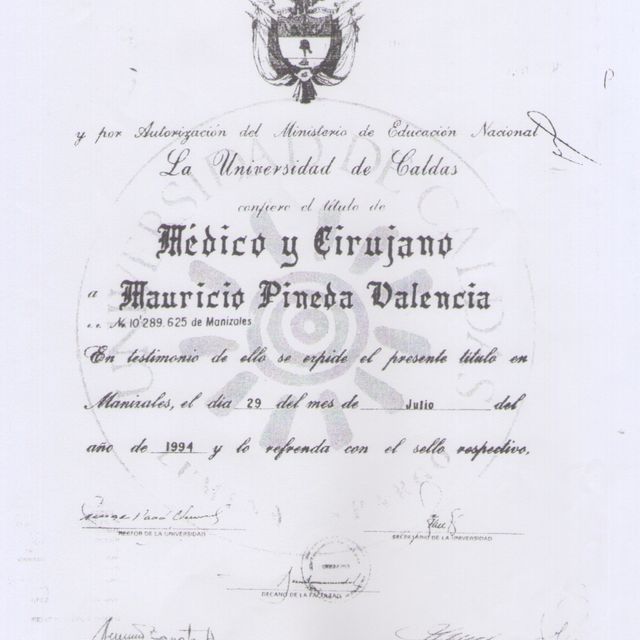 y por Autorización del Ministerio de Educación Nacional
La Universidad de Caldas
confiere el título de
Médico y Cirujano
a Mauricio Pineda Valencia
No. 10'289.625 de Manizales
En testimonio de ello se expide el presente título en
Manizales, el día 29 del mes de Julio del
año de 1994 y lo refrenda con el sello respectivo.
RECTOR DE LA UNIVERSIDAD
SECRETARIO DE LA UNIVERSIDAD
DECANO DE LA FACULTAD
UNIVERSIDAD DE CALDAS